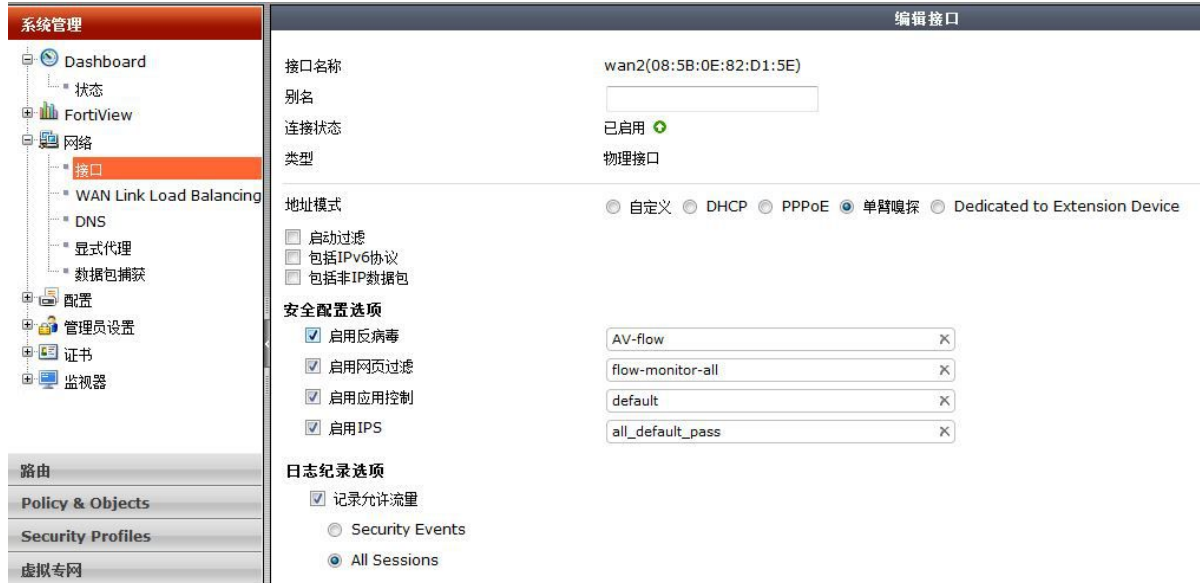 系统管理
Dashboard
状态
FortiView
网络
接口
WAN Link Load Balancing
DNS
显式代理
数据包捕获
配置
管理员设置
证书
监视器
路由
Policy & Objects
Security Profiles
虚拟专网
编辑接口
接口名称 wan2(08:5B:0E:82:D1:5E)
别名
连接状态 已启用
类型 物理接口
地址模式 自定义 DHCP PPPoE 单臂嗅探 Dedicated to Extension Device
启动过滤
包括IPv6协议
包括非IP数据包
安全配置选项
启用反病毒 AV-flow
启用网页过滤 flow-monitor-all
启用应用控制 default
启用IPS all_default_pass
日志纪录选项
记录允许流量
Security Events
All Sessions